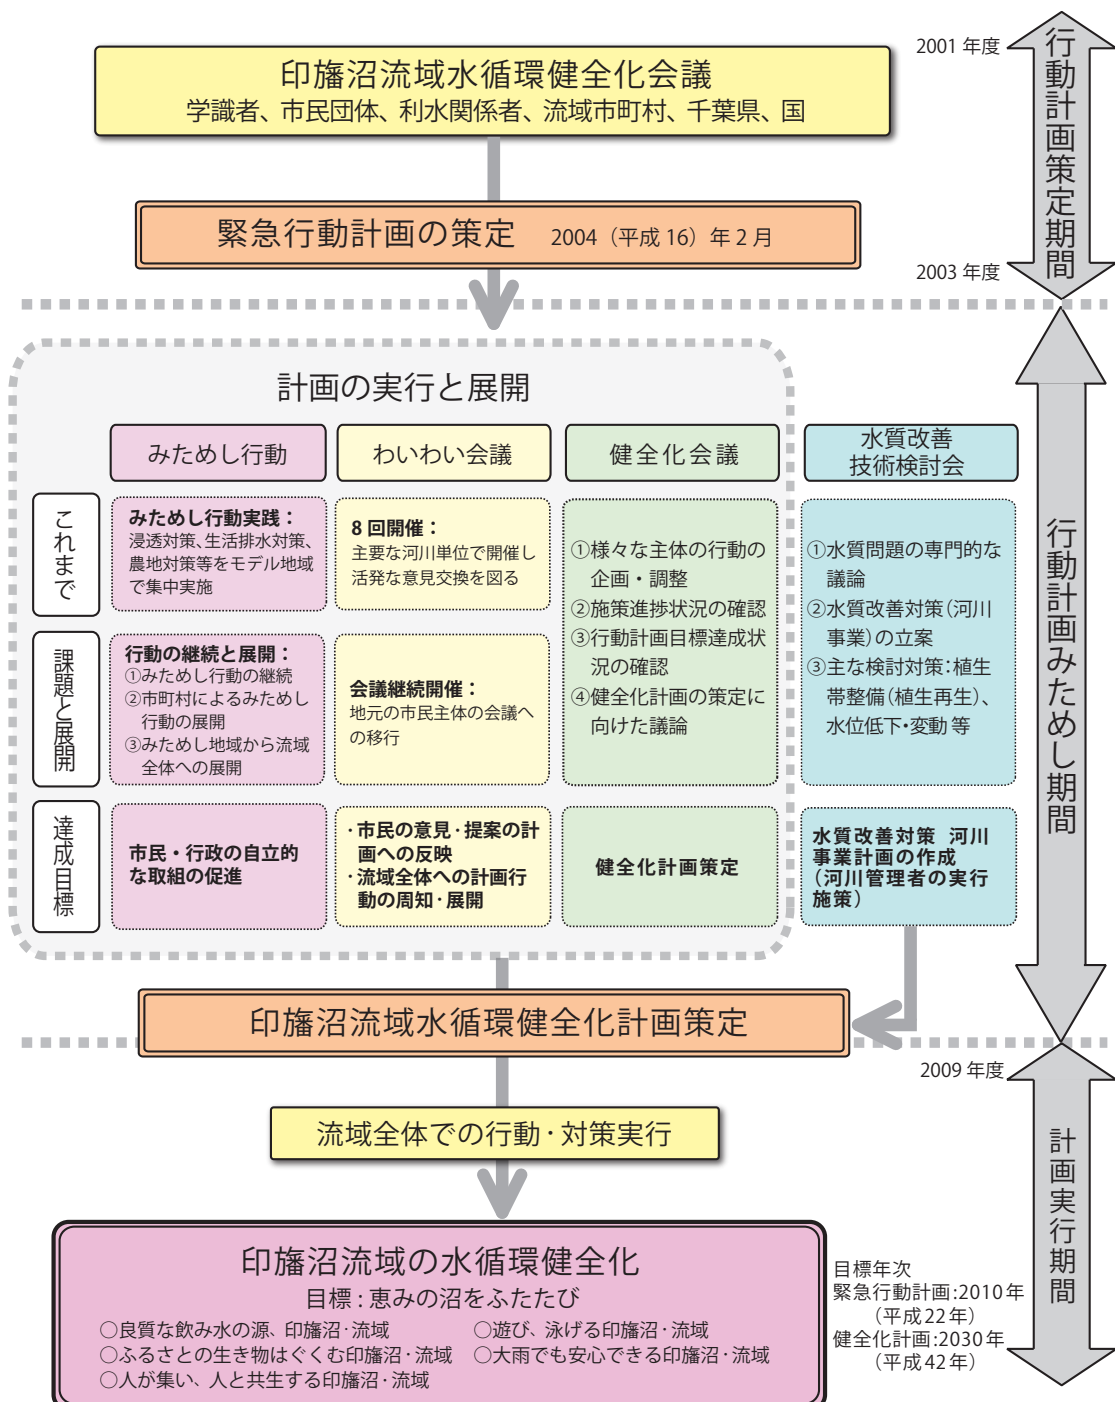 2001 年度
行動計画策定期間
印旛沼流域水循環健全化会議
学識者、市民団体、利水関係者、流域市町村、千葉県、国
緊急行動計画の策定 2004（平成 16）年 2 月
2003 年度
行動計画みためし期間
計画の実行と展開
みためし行動
わいわい会議
健全化会議
水質改善
技術検討会
これまで
みためし行動実践：
浸透対策、生活排水対策、
農地対策等をモデル地域
で集中実施
8 回開催：
主要な河川単位で開催し
活発な意見交換を図る
①様々な主体の行動の
企画・調整
②施策進捗状況の確認
③行動計画目標達成状
況の確認
④健全化計画の策定に
向けた議論
①水質問題の専門的な
議論
②水質改善対策（河川
事業）の立案
③主な検討対策：植生
帯整備（植生再生）、
水位低下・変動 等
課題と展開
行動の継続と展開：
①みためし行動の継続
②市町村によるみためし
行動の展開
③みためし地域から流域
全体への展開
会議継続開催：
地元の市民主体の会議へ
の移行
達成目標
市民・行政の自立的
な取組の促進
・市民の意見・提案の計
画への反映
・流域全体への計画行
動の周知・展開
健全化計画策定
水質改善対策 河川
事業計画の作成
（河川管理者の実行
施策）
印旛沼流域水循環健全化計画策定
2009 年度
計画実行期間
流域全体での行動・対策実行
印旛沼流域の水循環健全化
目標：恵みの沼をふたたび
○良質な飲み水の源、印旛沼・流域 ○遊び、泳げる印旛沼・流域
○ふるさとの生き物はぐくむ印旛沼・流域 ○大雨でも安心できる印旛沼・流域
○人が集い、人と共生する印旛沼・流域
目標年次
緊急行動計画:2010年
（平成22年）
健全化計画:2030年
（平成42年）